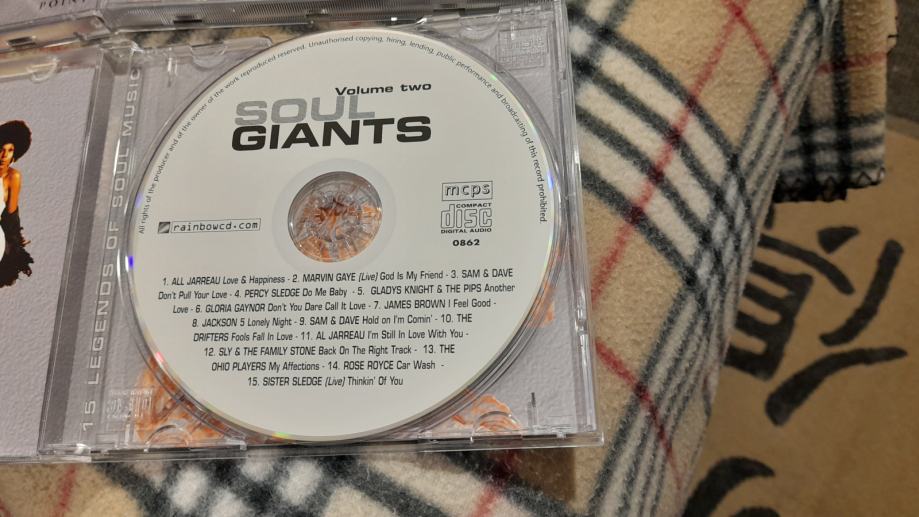 POINT
15 LEGENDS OF SOUL MUSIC
All rights of the producer and of the owner of the work reproduced reserved. Unauthorised copying, hiring, lending, public performance and broadcasting of this record prohibited.
Volume two
SOUL
GIANTS
mcps
COMPACT
disc
DIGITAL AUDIO
0862
rainbowcd.com
1. ALL JARREAU Love & Happiness - 2. MARVIN GAYE (Live) God Is My Friend - 3. SAM & DAVE
Don't Pull Your Love - 4. PERCY SLEDGE Do Me Baby - 5. GLADYS KNIGHT & THE PIPS Another
Love - 6. GLORIA GAYNOR Don't You Dare Call It Love - 7. JAMES BROWN I Feel Good -
8. JACKSON 5 Lonely Night - 9. SAM & DAVE Hold on I'm Comin' - 10. THE
DRIFTERS Fools Fall In Love - 11. AL JARREAU I'm Still In Love With You -
12. SLY & THE FAMILY STONE Back On The Right Track - 13. THE
OHIO PLAYERS My Affections - 14. ROSE ROYCE Car Wash -
15. SISTER SLEDGE (Live) Thinkin' Of You